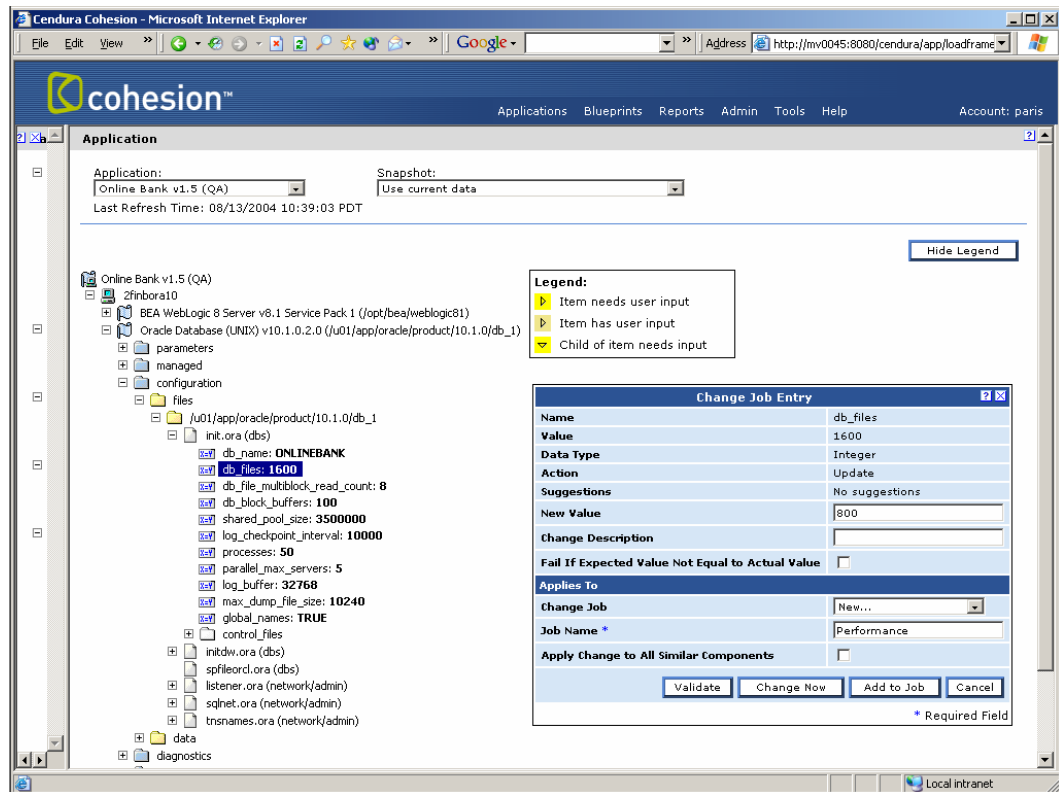 Cendura Cohesion - Microsoft Internet Explorer
File Edit View » Google » Address http://mv0045:8080/cendura/app/loadframe
cohesion™
Applications Blueprints Reports Admin Tools Help Account: paris
Application
Application: Snapshot:
Online Bank v1.5 (QA) Use current data
Last Refresh Time: 08/13/2004 10:39:03 PDT
Hide Legend
Online Bank v1.5 (QA)
2finbora10
BEA WebLogic 8 Server v8.1 Service Pack 1 (/opt/bea/weblogic81)
Oracle Database (UNIX) v10.1.0.2.0 (/u01/app/oracle/product/10.1.0/db_1)
parameters
managed
configuration
files
/u01/app/oracle/product/10.1.0/db_1
init.ora (dbs)
db_name: ONLINEBANK
db_files: 1600
db_file_multiblock_read_count: 8
db_block_buffers: 100
shared_pool_size: 3500000
log_checkpoint_interval: 10000
processes: 50
parallel_max_servers: 5
log_buffer: 32768
max_dump_file_size: 10240
global_names: TRUE
control_files
initdw.ora (dbs)
spfileorcl.ora (dbs)
listener.ora (network/admin)
sqlnet.ora (network/admin)
tnsnames.ora (network/admin)
data
diagnostics
Legend:
Item needs user input
Item has user input
Child of item needs input
Change Job Entry
Name db_files
Value 1600
Data Type Integer
Action Update
Suggestions No suggestions
New Value 800
Change Description
Fail If Expected Value Not Equal to Actual Value
Applies To
Change Job New...
Job Name * Performance
Apply Change to All Similar Components
Validate Change Now Add to Job Cancel
* Required Field
Local intranet